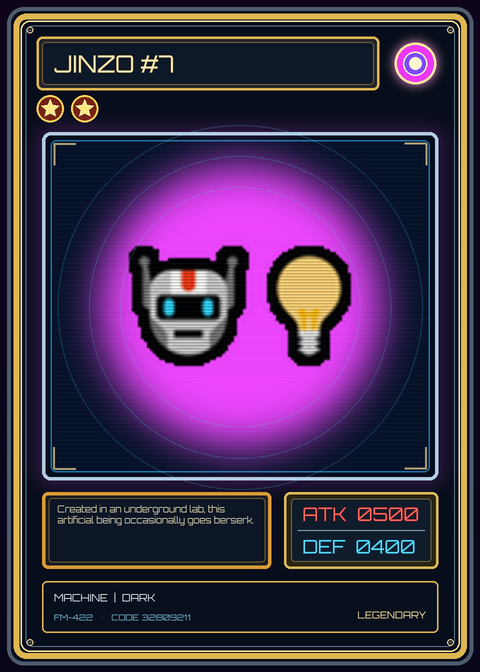 JINZO #7
Created in an underground lab, this
artificial being occasionally goes berserk.
ATK 0500
DEF 0400
MACHINE | DARK
FM-422 · CODE 32809211
LEGENDARY